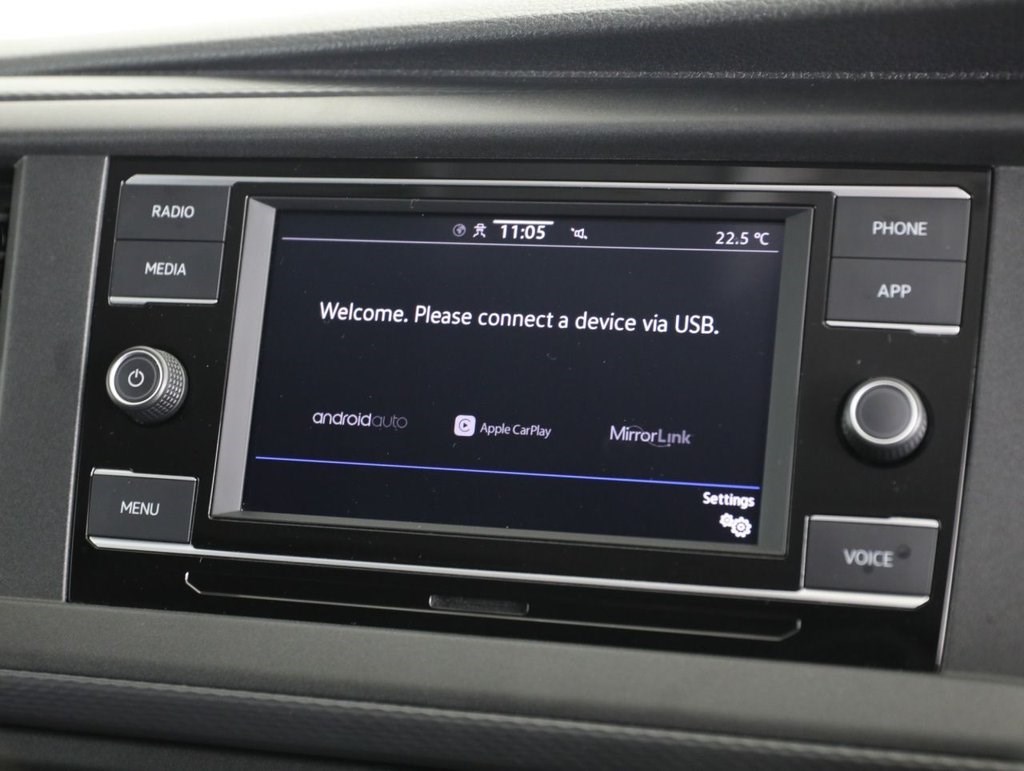 RADIO
MEDIA
MENU
11:05
22.5 °C
Welcome. Please connect a device via USB.
androidauto
Apple CarPlay
MirrorLink
Settings
PHONE
APP
VOICE